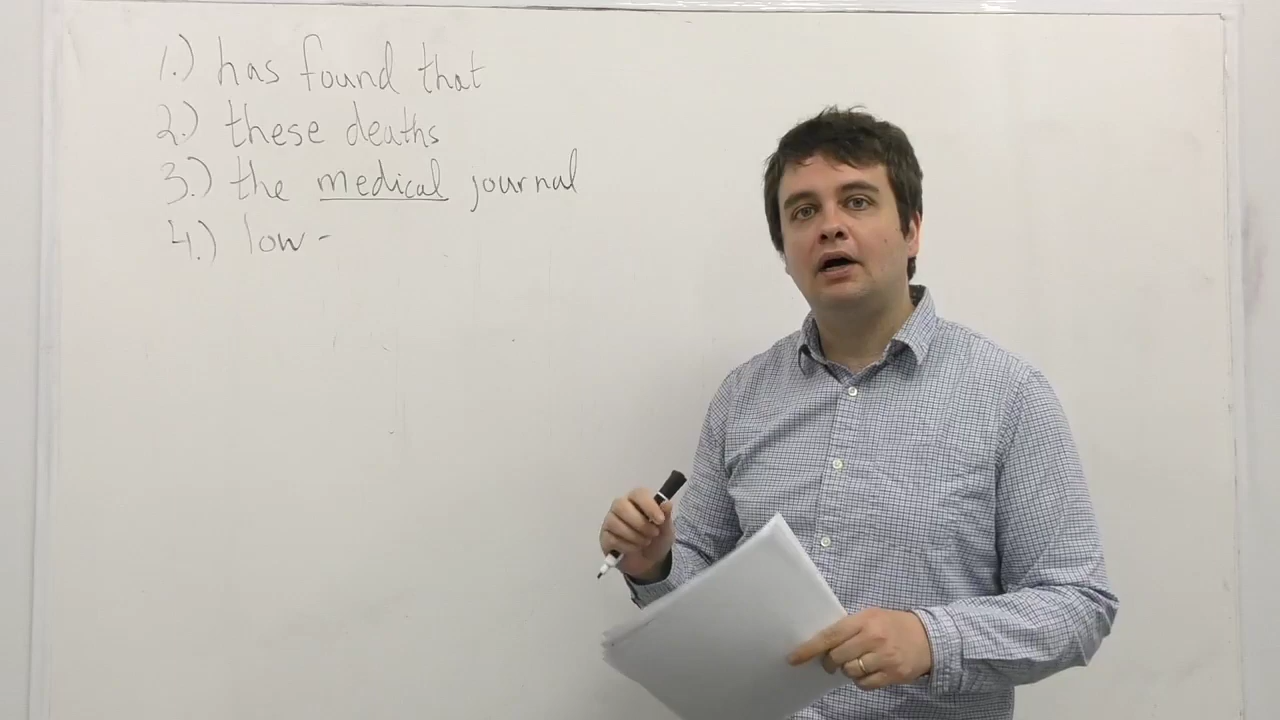 1.) has found that
2.) these deaths
3.) the medical journal
4.) low-